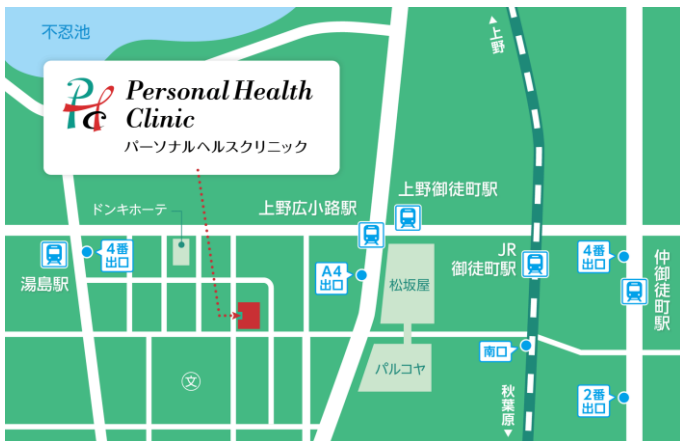 不忍池
▲上野
PHC
Personal Health
Clinic
パーソナルヘルスクリニック
ドンキホーテ
上野広小路駅
上野御徒町駅
4番
出口
湯島駅
A4
出口
松坂屋
JR
御徒町駅
4番
出口
仲御徒町駅
南口
パルコヤ
文
秋葉原▼
2番
出口